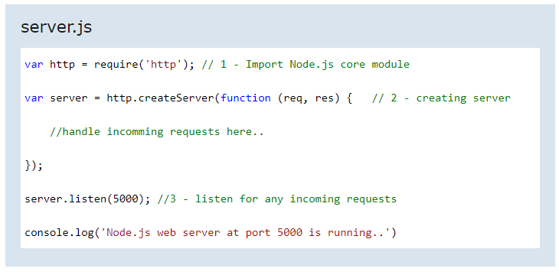 server.js
var http = require('http'); // 1 - Import Node.js core module
var server = http.createServer(function (req, res) {   // 2 - creating server
    //handle incomming requests here..
});
server.listen(5000); //3 - listen for any incoming requests
console.log('Node.js web server at port 5000 is running..')